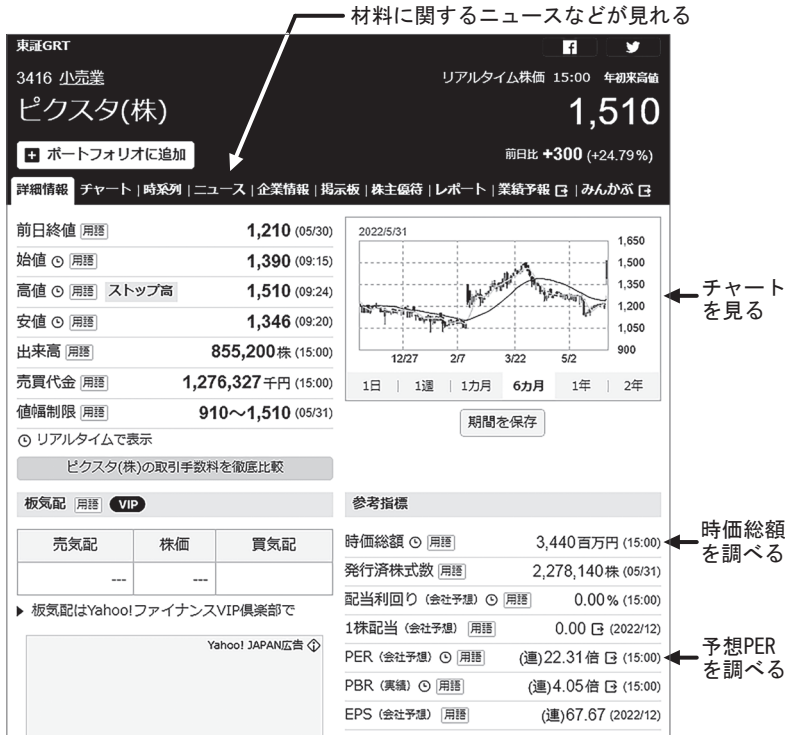 材料に関するニュースなどが見れる
東証GRT
3416 小売業
リアルタイム株価 15:00 年初来高値
ピクスタ(株)
1,510
ポートフォリオに追加
前日比 +300 (+24.79%)
詳細情報 チャート | 時系列 | ニュース | 企業情報 | 掲示板 | 株主優待 | レポート | 業績予報 | みんかぶ
前日終値 用語 1,210 (05/30)
始値 用語 1,390 (09:15)
高値 用語 ストップ高 1,510 (09:24)
安値 用語 1,346 (09:20)
出来高 用語 855,200株 (15:00)
売買代金 用語 1,276,327千円 (15:00)
値幅制限 用語 910～1,510 (05/31)
リアルタイムで表示
ピクスタ(株)の取引手数料を徹底比較
2022/5/31
1,650
1,500
1,350
1,200
1,050
900
12/27 2/7 3/22 5/2
1日 | 1週 | 1カ月 6カ月 1年 | 2年
期間を保存
チャート
を見る
板気配 用語 VIP
売気配 株価 買気配
--- ---
板気配はYahoo!ファイナンスVIP倶楽部で
Yahoo! JAPAN広告
参考指標
時価総額 用語 3,440百万円 (15:00)
発行済株式数 用語 2,278,140株 (05/31)
配当利回り (会社予想) 用語 0.00% (15:00)
1株配当 (会社予想) 用語 0.00 (2022/12)
PER (会社予想) 用語 (連)22.31倍 (15:00)
PBR (実績) 用語 (連)4.05倍 (15:00)
EPS (会社予想) 用語 (連)67.67 (2022/12)
時価総額
を調べる
予想PER
を調べる